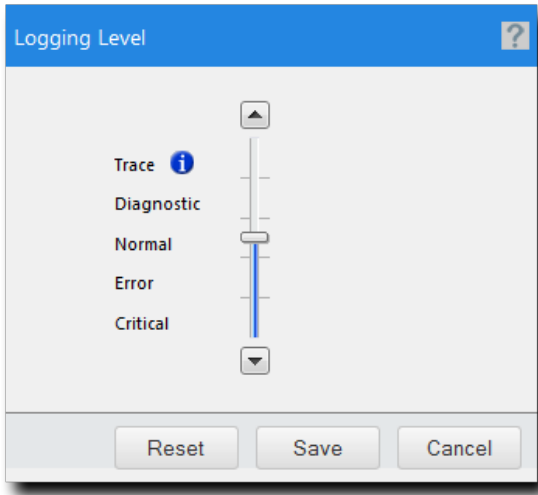 Logging Level ?
Trace i
Diagnostic
Normal
Error
Critical
Reset Save Cancel